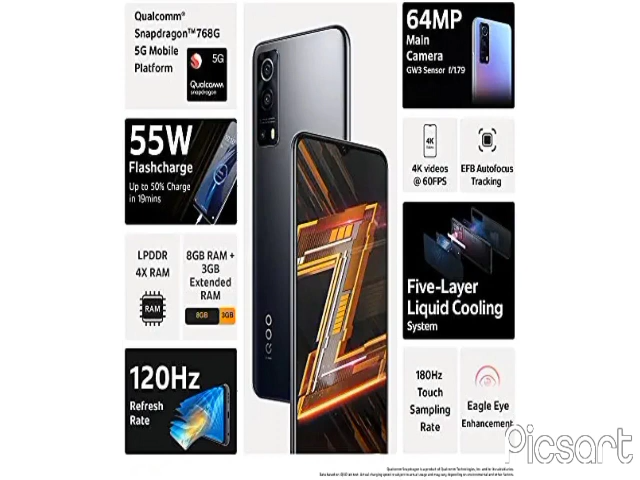 Qualcomm®
Snapdragon™768G
5G Mobile
Platform
5G
Qualcomm
snapdragon
55W
Flashcharge
Up to 50% Charge
in 19mins
LPDDR
4X RAM
RAM
8GB RAM +
3GB
Extended
RAM
8GB
3GB
120Hz
Refresh
Rate
iQOO
64MP
Main
Camera
GW3 Sensor f/1.79
4K
4K videos
@ 60FPS
EFB Autofocus
Tracking
Five-Layer
Liquid Cooling
System
180Hz
Touch
Sampling
Rate
Eagle Eye
Enhancement
Picsart